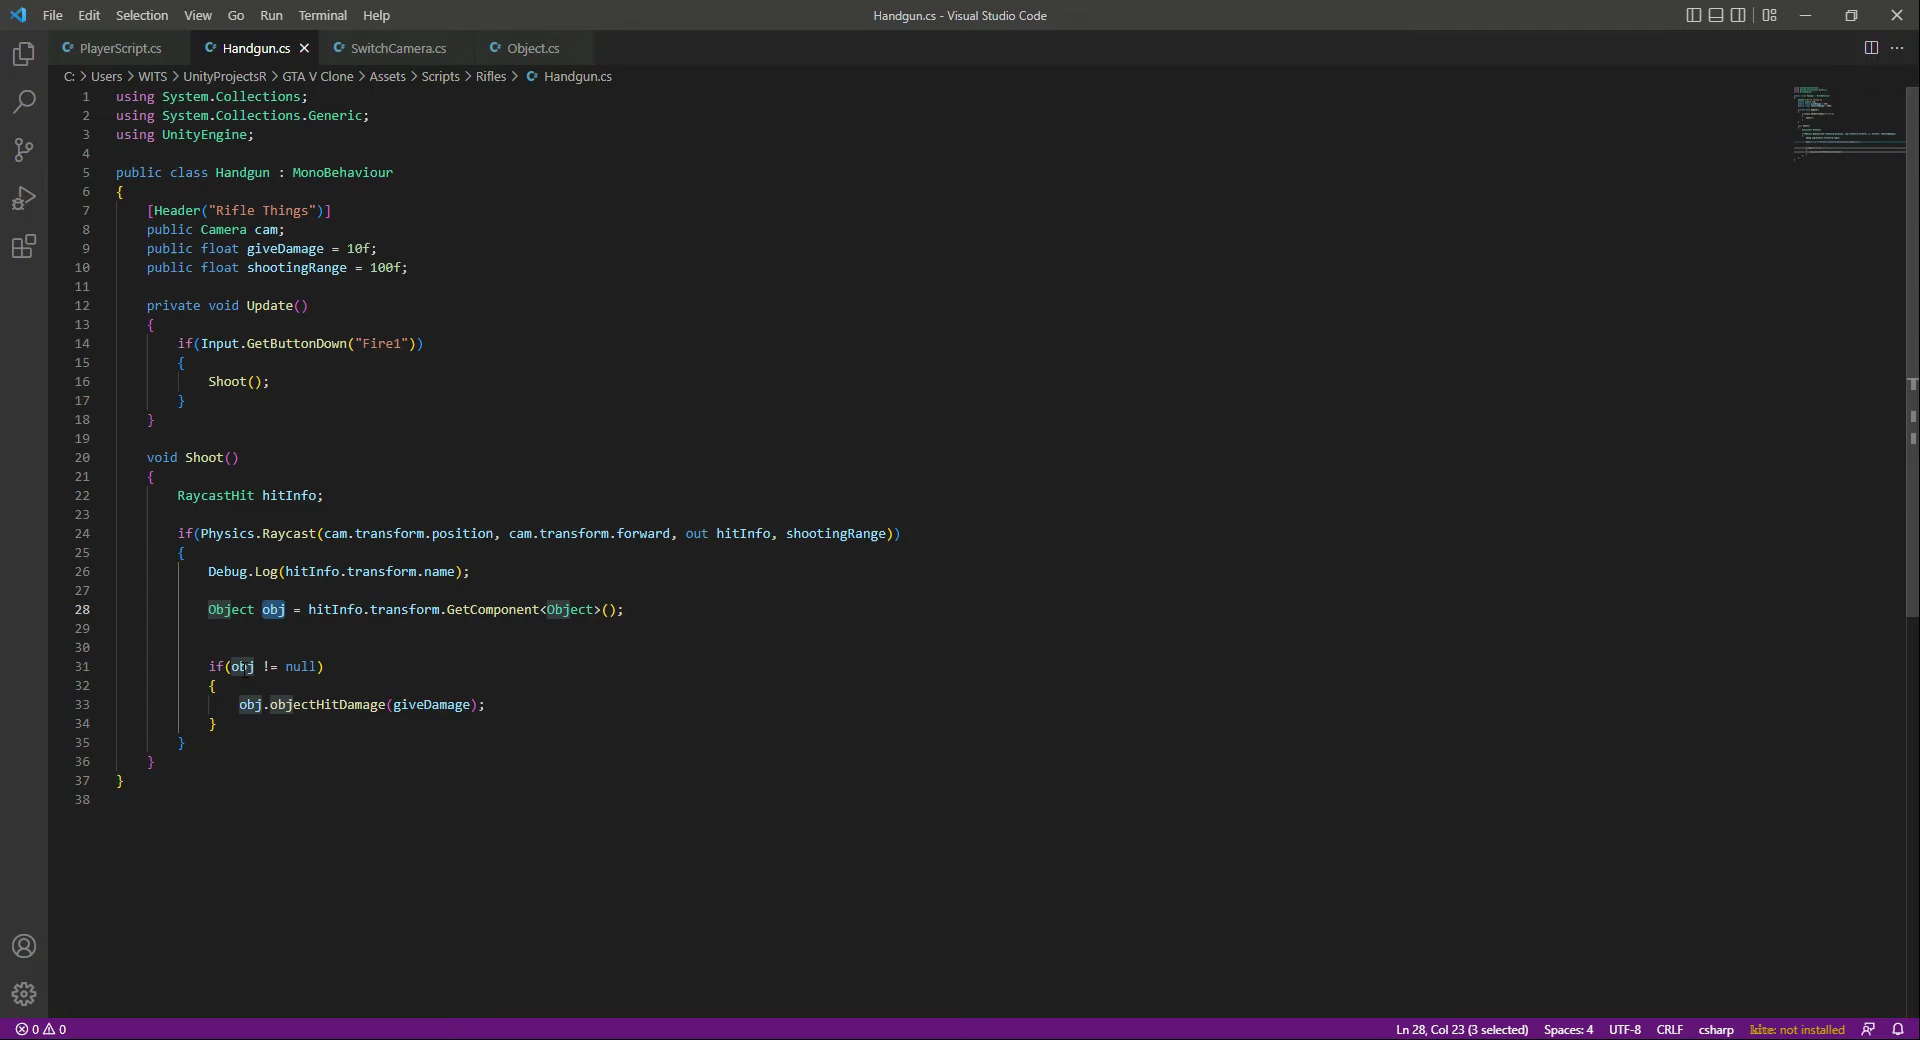 File Edit Selection View Go Run Terminal Help Handgun.cs - Visual Studio Code
PlayerScript.cs Handgun.cs SwitchCamera.cs Object.cs
C: > Users > WITS > UnityProjectsR > GTA V Clone > Assets > Scripts > Rifles > Handgun.cs
1 using System.Collections;
2 using System.Collections.Generic;
3 using UnityEngine;
4
5 public class Handgun : MonoBehaviour
6 {
7 [Header("Rifle Things")]
8 public Camera cam;
9 public float giveDamage = 10f;
10 public float shootingRange = 100f;
11
12 private void Update()
13 {
14 if(Input.GetButtonDown("Fire1"))
15 {
16 Shoot();
17 }
18 }
19
20 void Shoot()
21 {
22 RaycastHit hitInfo;
23
24 if(Physics.Raycast(cam.transform.position, cam.transform.forward, out hitInfo, shootingRange))
25 {
26 Debug.Log(hitInfo.transform.name);
27
28 Object obj = hitInfo.transform.GetComponent<Object>();
29
30
31 if(obj != null)
32 {
33 obj.objectHitDamage(giveDamage);
34 }
35 }
36 }
37 }
38
0 0 Ln 28, Col 23 (3 selected) Spaces: 4 UTF-8 CRLF csharp kite: not installed